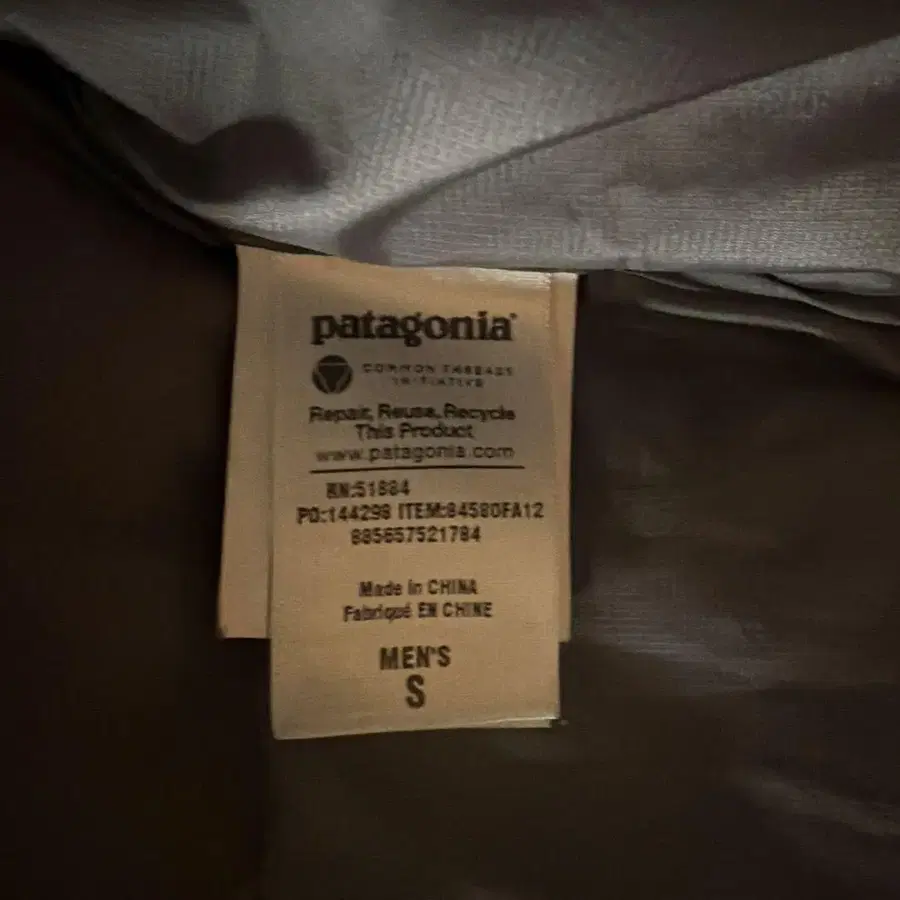 patagonia®
COMMON THREADS
INITIATIVE
Repair, Reuse, Recycle
This Product
www.patagonia.com
RN:51884
PO:144298 ITEM:84580FA12
885657521784
Made in CHINA
Fabriqué EN CHINE
MEN'S
S